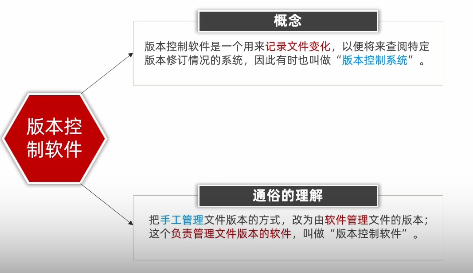 版本控
制软件
概念
版本控制软件是一个用来记录文件变化，以便将来查阅特定
版本修订情况的系统，因此有时也叫做“版本控制系统”。
通俗的理解
把手工管理文件版本的方式，改为由软件管理文件的版本；
这个负责管理文件版本的软件，叫做“版本控制软件”。